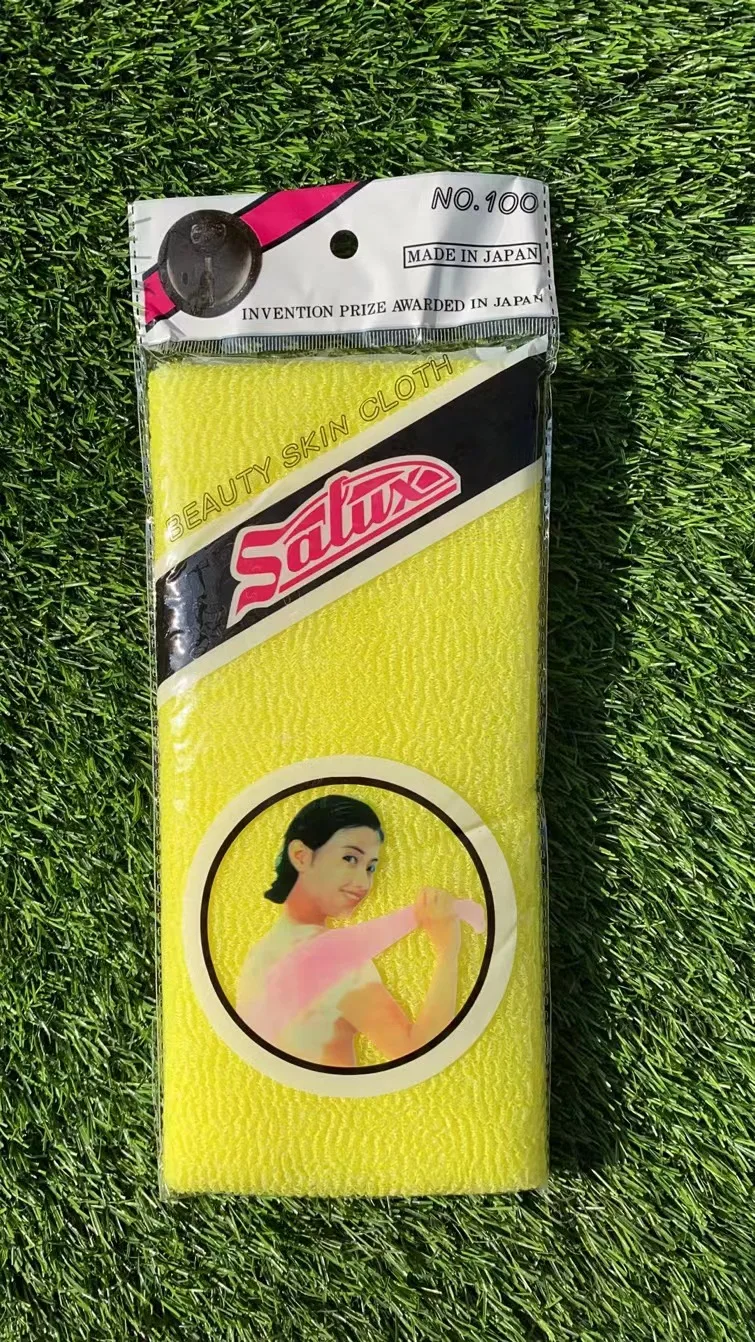 NO.100
MADE IN JAPAN
INVENTION PRIZE AWARDED IN JAPAN
BEAUTY SKIN CLOTH
Salux